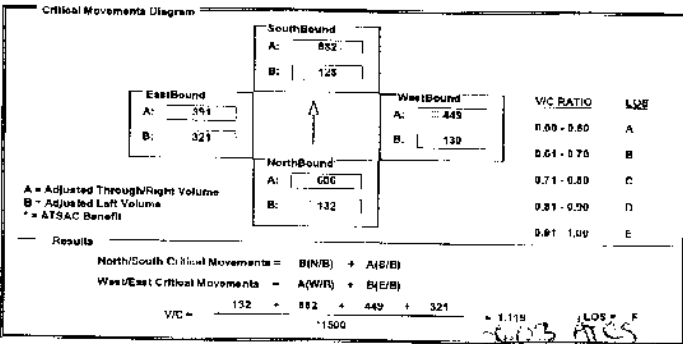 Critical Movements Diagram
SouthBound
A: 882
B: 128
EastBound
A: 391
B: 321
WestBound
A: 449
B: 130
NorthBound
A: 606
B: 132
V/C RATIO LOS
0.00 - 0.60 A
0.61 - 0.70 B
0.71 - 0.80 C
0.81 - 0.90 D
0.91 - 1.00 E
A = Adjusted Through/Right Volume
B = Adjusted Left Volume
* = ATSAC Benefit
Results
North/South Critical Movements = B(N/B) + A(S/B)
West/East Critical Movements = A(W/B) + B(E/B)
V/C = 132 + 882 + 449 + 321 = 1.119 LOS = F
*1500
ATCS